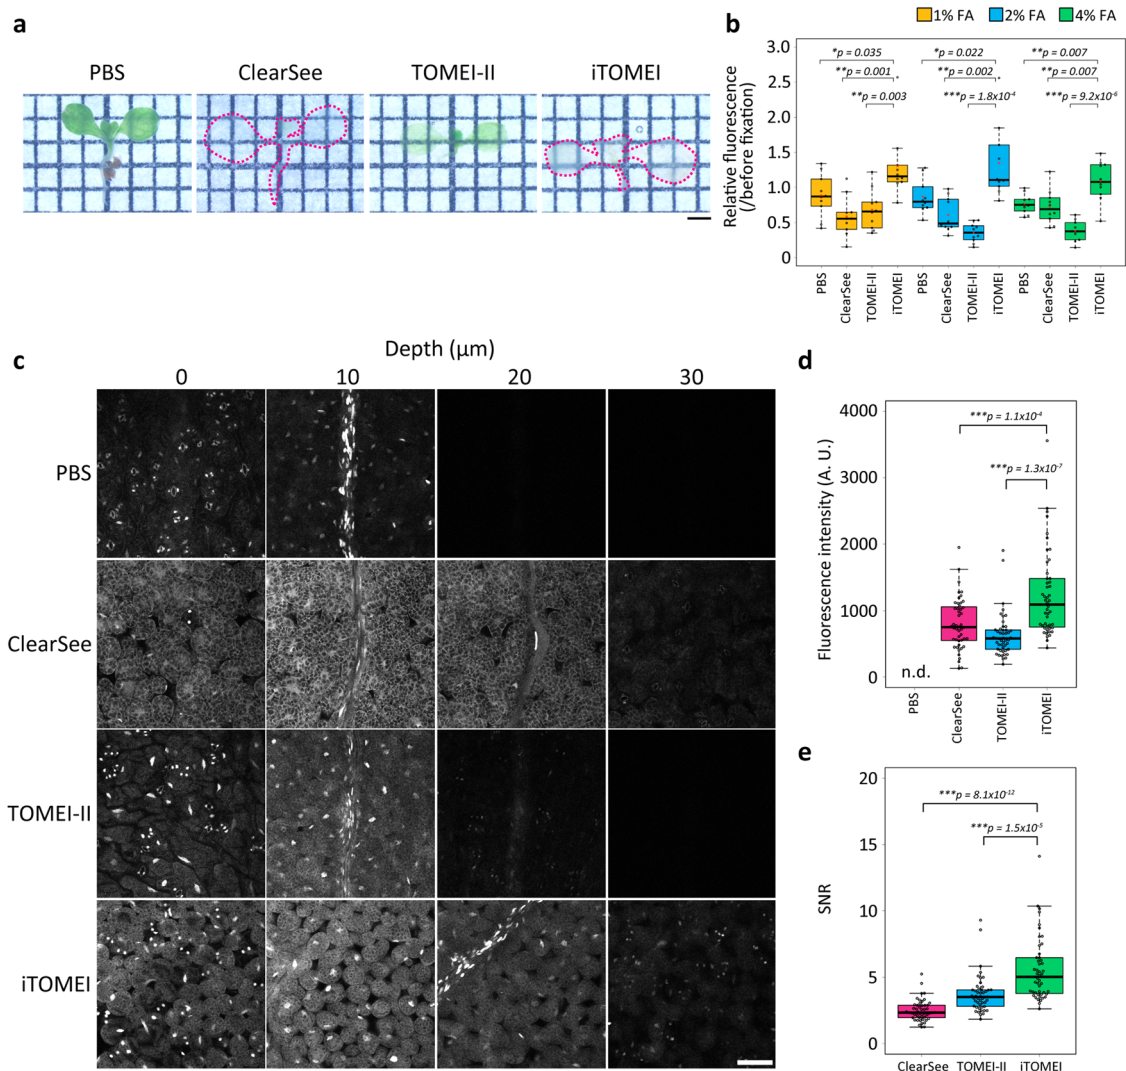 a
PBS
ClearSee
TOMEI-II
iTOMEI
b
1% FA
2% FA
4% FA
Relative fluorescence
(/before fixation)
3.0
2.5
2.0
1.5
1.0
0.5
0
*p = 0.035
**p = 0.001
**p = 0.003
*p = 0.022
**p = 0.002
***p = 1.8x10-4
**p = 0.007
**p = 0.007
***p = 9.2x10-6
PBS
ClearSee
TOMEI-II
iTOMEI
PBS
ClearSee
TOMEI-II
iTOMEI
PBS
ClearSee
TOMEI-II
iTOMEI
c
Depth (μm)
0
10
20
30
PBS
ClearSee
TOMEI-II
iTOMEI
d
Fluorescence intensity (A. U.)
4000
3000
2000
1000
0
***p = 1.1x10-4
***p = 1.3x10-7
n.d.
PBS
ClearSee
TOMEI-II
iTOMEI
e
SNR
20
15
10
5
0
***p = 8.1x10-12
***p = 1.5x10-5
ClearSee
TOMEI-II
iTOMEI